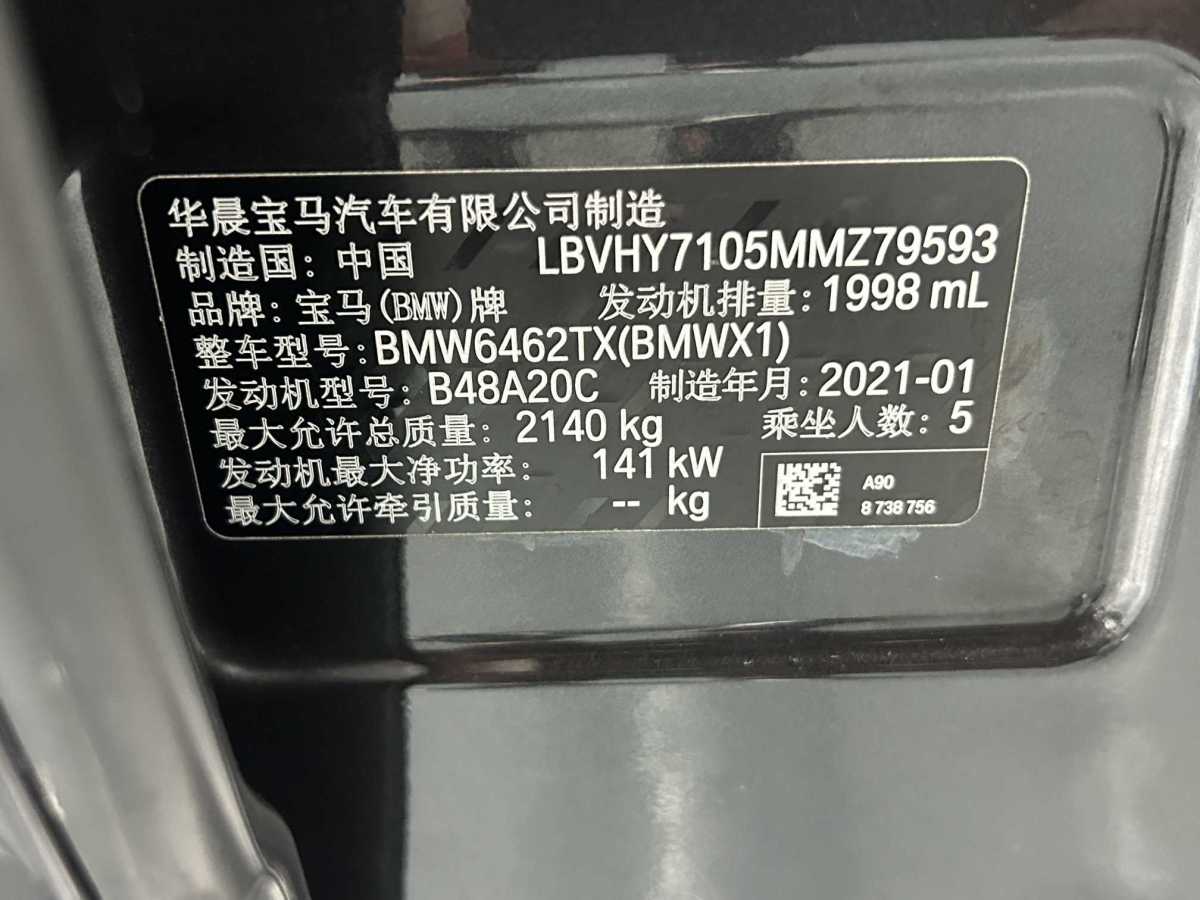 华晨宝马汽车有限公司制造
制造国：中国 LBVHY7105MMZ79593
品牌：宝马(BMW)牌 发动机排量：1998 mL
整车型号：BMW6462TX(BMWX1)
发动机型号：B48A20C 制造年月：2021-01
最大允许总质量：2140 kg 乘坐人数：5
发动机最大净功率：141 kW
最大允许牵引质量：-- kg
A90
8 738 756